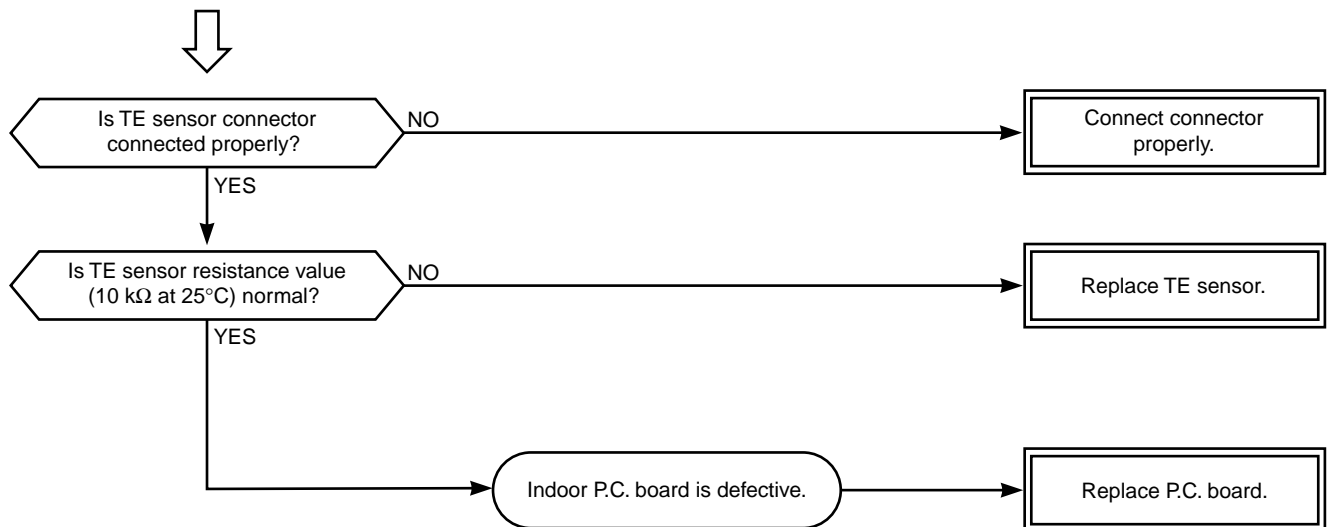 Is TE sensor connector
connected properly?
NO
Connect connector
properly.
YES
Is TE sensor resistance value
(10 kΩ at 25°C) normal?
NO
Replace TE sensor.
YES
Indoor P.C. board is defective.
Replace P.C. board.